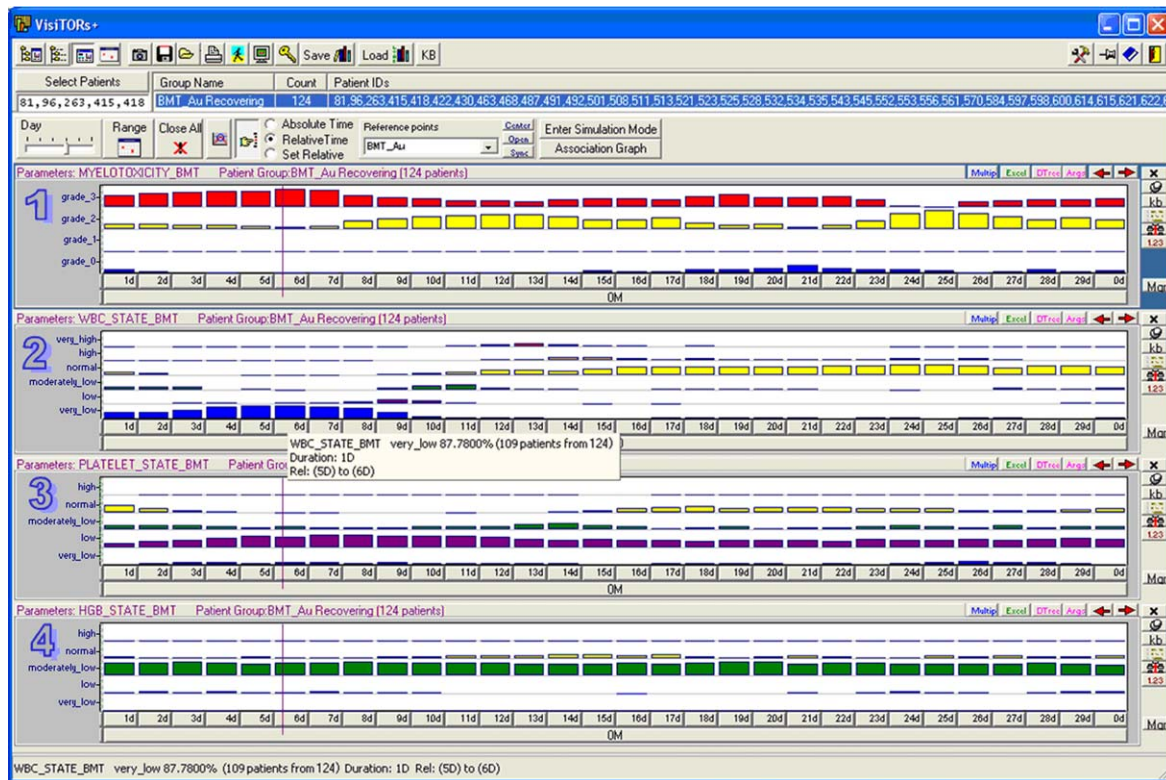 VisiTORs+
Save Load KB
Select Patients Group Name Count Patient IDs
81,96,263,415,418 BMT_Au Recovering 124 81,96,263,415,418,422,430,463,468,487,491,492,501,508,511,513,521,523,525,528,532,534,535,543,545,552,553,556,561,570,584,597,598,600,614,615,621,622,6
Day Range Close All Absolute Time Reference points Center Enter Simulation Mode
RelativeTime BMT_Au Open
Set Relative Sync Association Graph
Parameters: MYELOTOXICITY_BMT Patient Group:BMT_Au Recovering (124 patients) Multip Excel DTree Args
1
grade_3
grade_2
grade_1
grade_0
kb
123
Mar
1d 2d 3d 4d 5d 6d 7d 8d 9d 10d 11d 12d 13d 14d 15d 16d 17d 18d 19d 20d 21d 22d 23d 24d 25d 26d 27d 28d 29d 0d
0M
Parameters: WBC_STATE_BMT Patient Group:BMT_Au Recovering (124 patients) Multip Excel DTree Args
2
very_high
high
normal
moderately_low
low
very_low
kb
123
Mar
1d 2d 3d 4d 5d 6d 7d 8d 9d 10d 11d 12d 13d 14d 15d 16d 17d 18d 19d 20d 21d 22d 23d 24d 25d 26d 27d 28d 29d 0d
WBC_STATE_BMT very_low 87.7800% (109 patients from 124)
Duration: 1D
Rel: (5D) to (6D)
Parameters: PLATELET_STATE_BMT Patient Multip Excel DTree Args
3
high
normal
moderately_low
low
very_low
kb
123
Mar
1d 2d 3d 4d 5d 6d 7d 8d 9d 10d 11d 12d 13d 14d 15d 16d 17d 18d 19d 20d 21d 22d 23d 24d 25d 26d 27d 28d 29d 0d
0M
Parameters: HGB_STATE_BMT Patient Group:BMT_Au Recovering (124 patients) Multip Excel DTree Args
4
high
normal
moderately_low
low
very_low
kb
123
Mar
1d 2d 3d 4d 5d 6d 7d 8d 9d 10d 11d 12d 13d 14d 15d 16d 17d 18d 19d 20d 21d 22d 23d 24d 25d 26d 27d 28d 29d 0d
0M
WBC_STATE_BMT very_low 87.7800% (109 patients from 124) Duration: 1D Rel: (5D) to (6D)